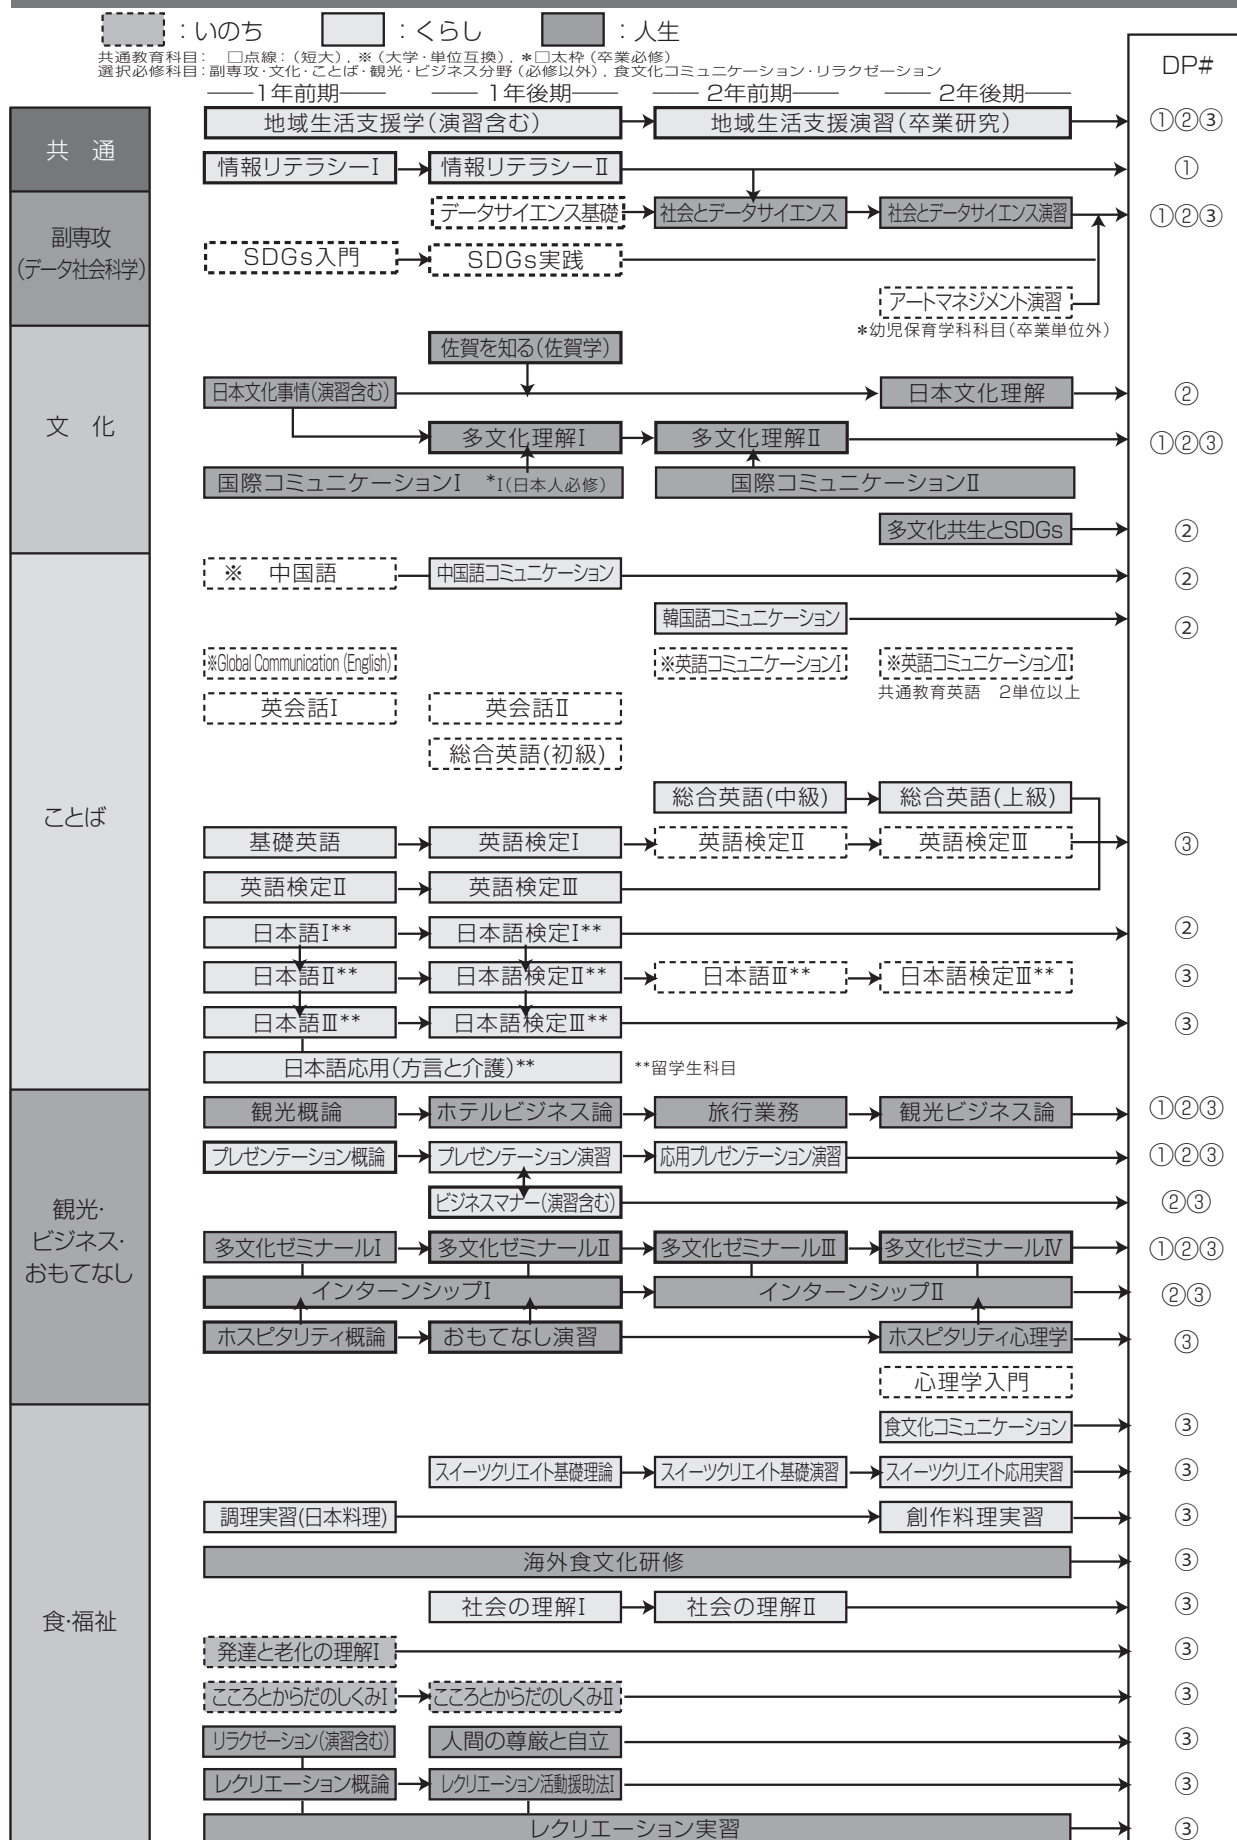 ：いのち　：くらし　：人生
共通教育科目：　□点線：（短大），※（大学・単位互換），*□太枠（卒業必修）
選択必修科目：副専攻・文化・ことば・観光・ビジネス分野（必修以外），食文化コミュニケーション・リラクゼーション
DP#
1年前期　1年後期　2年前期　2年後期
共　通
地域生活支援学（演習含む）　地域生活支援演習（卒業研究）　①②③
情報リテラシーⅠ　情報リテラシーⅡ　①
副専攻
（データ社会科学）
データサイエンス基礎　社会とデータサイエンス　社会とデータサイエンス演習　①②③
SDGs入門　SDGs実践
アートマネジメント演習
*幼児保育学科科目（卒業単位外）
文　化
佐賀を知る（佐賀学）
日本文化事情（演習含む）　日本文化理解　②
多文化理解Ⅰ　多文化理解Ⅱ　①②③
国際コミュニケーションⅠ　*Ⅰ（日本人必修）　国際コミュニケーションⅡ
多文化共生とSDGs　②
ことば
※　中国語　中国語コミュニケーション　②
韓国語コミュニケーション　②
※Global Communication (English)　※英語コミュニケーションⅠ　※英語コミュニケーションⅡ
共通教育英語　2単位以上
英会話Ⅰ　英会話Ⅱ
総合英語(初級)
総合英語(中級)　総合英語(上級)
基礎英語　英語検定Ⅰ　英語検定Ⅱ　英語検定Ⅲ　③
英語検定Ⅱ　英語検定Ⅲ
日本語Ⅰ**　日本語検定Ⅰ**　②
日本語Ⅱ**　日本語検定Ⅱ**　日本語Ⅲ**　日本語検定Ⅲ**　③
日本語Ⅲ**　日本語検定Ⅲ**　③
日本語応用（方言と介護）**　**留学生科目
観光・
ビジネス・
おもてなし
観光概論　ホテルビジネス論　旅行業務　観光ビジネス論　①②③
プレゼンテーション概論　プレゼンテーション演習　応用プレゼンテーション演習　①②③
ビジネスマナー（演習含む）　②③
多文化ゼミナールⅠ　多文化ゼミナールⅡ　多文化ゼミナールⅢ　多文化ゼミナールⅣ　①②③
インターンシップⅠ　インターンシップⅡ　②③
ホスピタリティ概論　おもてなし演習　ホスピタリティ心理学　③
心理学入門
食・福祉
食文化コミュニケーション　③
スイーツクリエイト基礎理論　スイーツクリエイト基礎演習　スイーツクリエイト応用実習　③
調理実習(日本料理)　創作料理実習　③
海外食文化研修　③
社会の理解Ⅰ　社会の理解Ⅱ　③
発達と老化の理解Ⅰ　③
こころとからだのしくみⅠ　こころとからだのしくみⅡ　③
リラクゼーション（演習含む）　人間の尊厳と自立　③
レクリエーション概論　レクリエーション活動援助法Ⅰ　③
レクリエーション実習　③